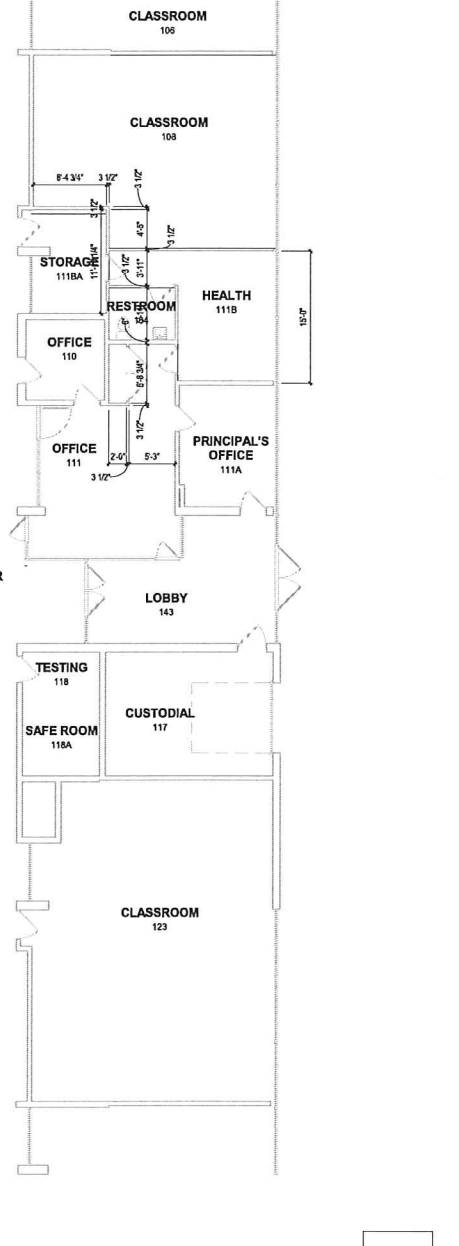 CLASSROOM
106
CLASSROOM
108
8'-4 3/4"
3 1/2"
3 1/2"
3 1/2"
4'-5"
3 1/2"
STORAGE
111BA
3 1/2"
3'-11"
HEALTH
111B
15'-0"
RESTROOM
6"
OFFICE
110
6'-8 3/4"
3 1/2"
OFFICE
111
PRINCIPAL'S
OFFICE
111A
5'-3"
3 1/2"
R
LOBBY
143
TESTING
118
CUSTODIAL
117
SAFE ROOM
118A
CLASSROOM
123